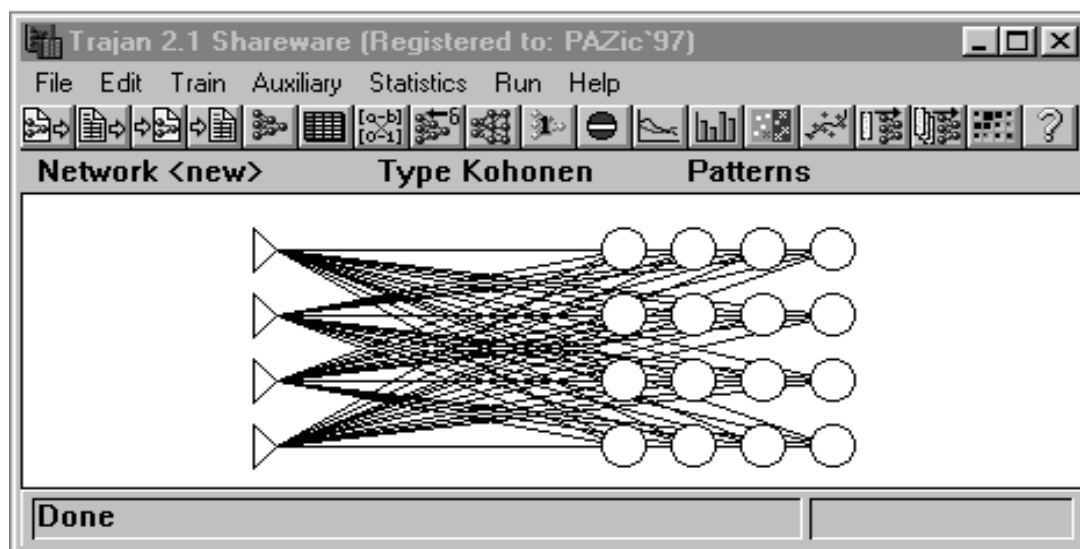 Trajan 2.1 Shareware (Registered to: PAZic`97)
File Edit Train Auxiliary Statistics Run Help
Network <new> Type Kohonen Patterns
Done